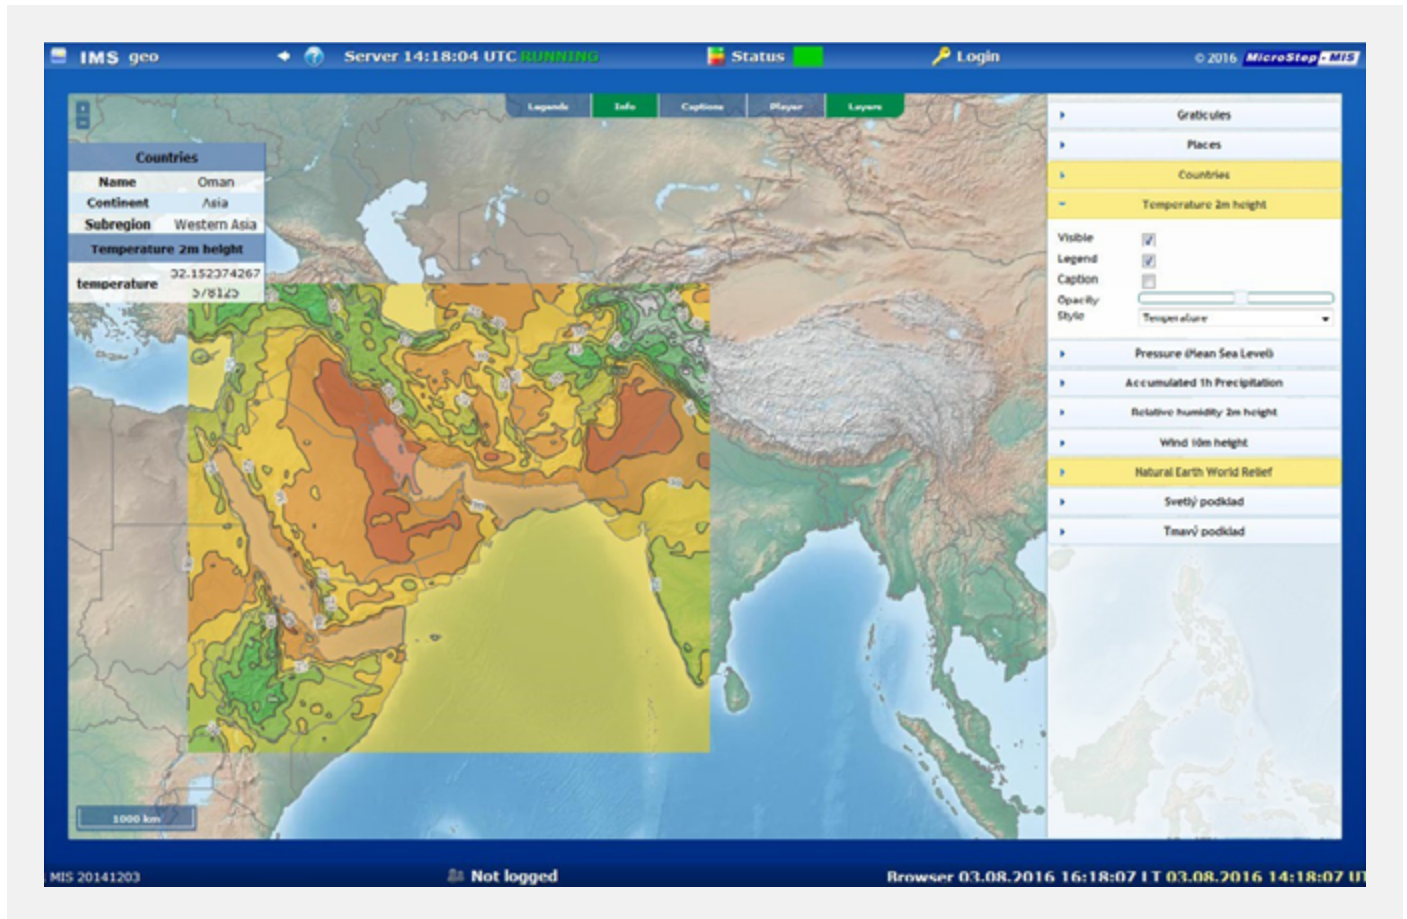 IMS geo
Server 14:18:04 UTC RUNNING
Status
Login
© 2016 MicroStep-MIS
Legends
Info
Captions
Player
Layers
Countries
Name Oman
Continent Asia
Subregion Western Asia
Temperature 2m height
temperature 32.152374267
578125
1000 km
Graticules
Places
Countries
Temperature 2m height
Visible
Legend
Caption
Opacity
Style Temperature
Pressure (Mean Sea Level)
Accumulated 1h Precipitation
Relative humidity 2m height
Wind 10m height
Natural Earth World Relief
Svetlý podklad
Tmavý podklad
MIS 20141203
Not logged
Browser 03.08.2016 16:18:07 LT 03.08.2016 14:18:07 UT